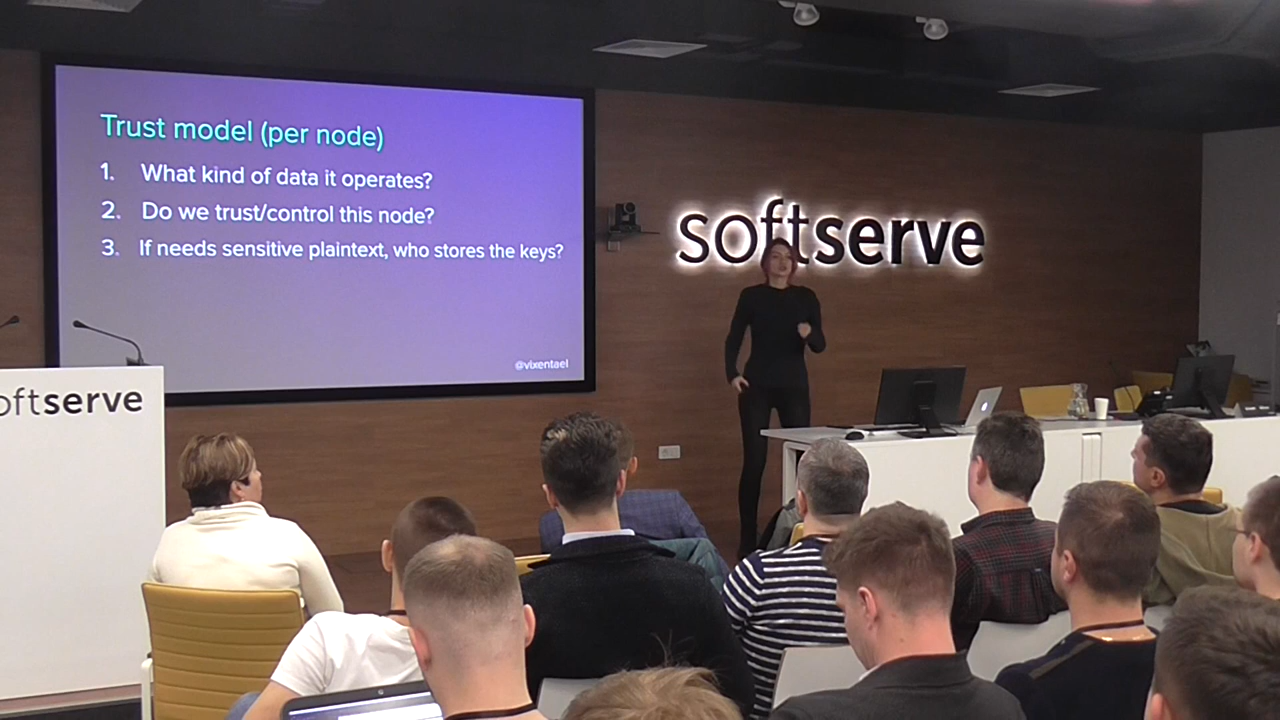 Trust model (per node)
1. What kind of data it operates?
2. Do we trust/control this node?
3. If needs sensitive plaintext, who stores the keys?
@vixentael
softserve
oftserve